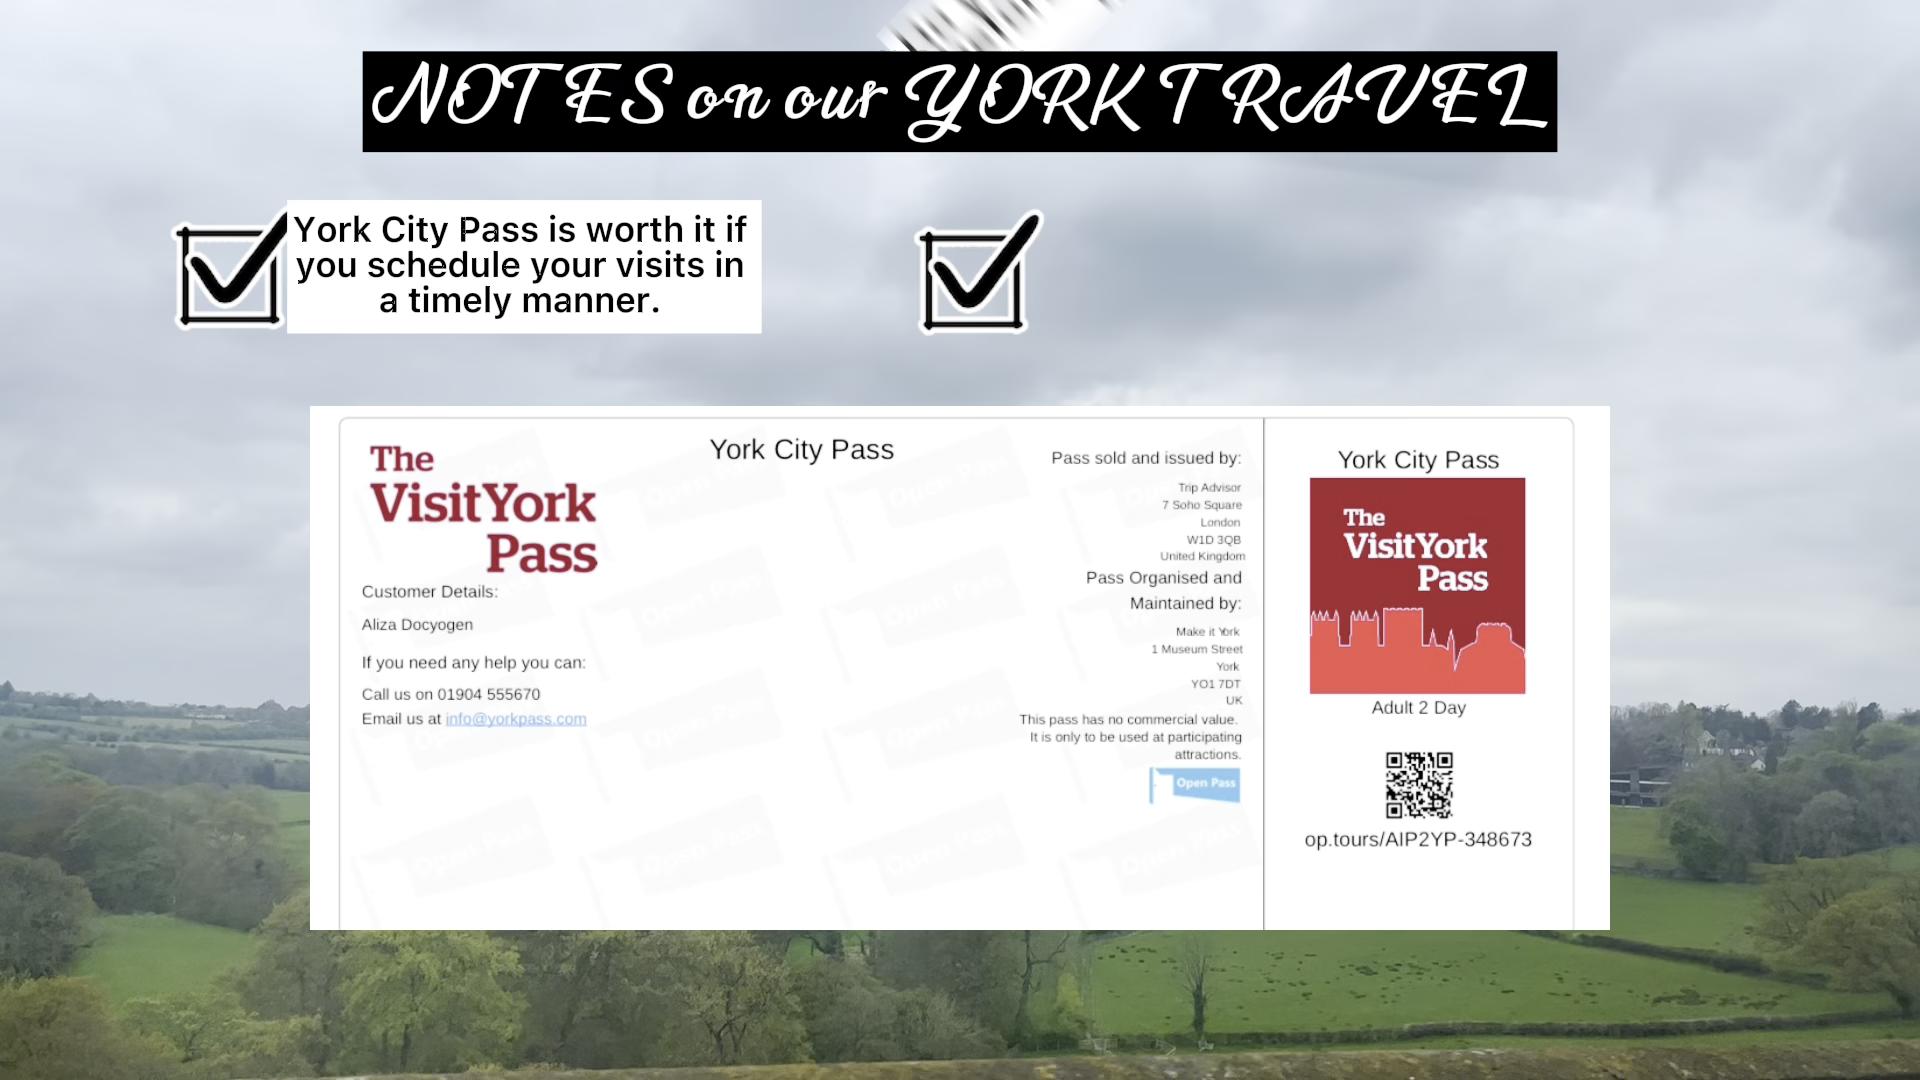 NOTES on our YORK TRAVEL
York City Pass is worth it if
you schedule your visits in
a timely manner.
The
VisitYork
Pass
Customer Details:
Aliza Docyogen
If you need any help you can:
Call us on 01904 555670
Email us at info@yorkpass.com
York City Pass
Pass sold and issued by:
Trip Advisor
7 Soho Square
London
W1D 3QB
United Kingdom
Pass Organised and
Maintained by:
Make it York
1 Museum Street
York
YO1 7DT
UK
This pass has no commercial value.
It is only to be used at participating
attractions.
Open Pass
York City Pass
The
VisitYork
Pass
Adult 2 Day
op.tours/AIP2YP-348673